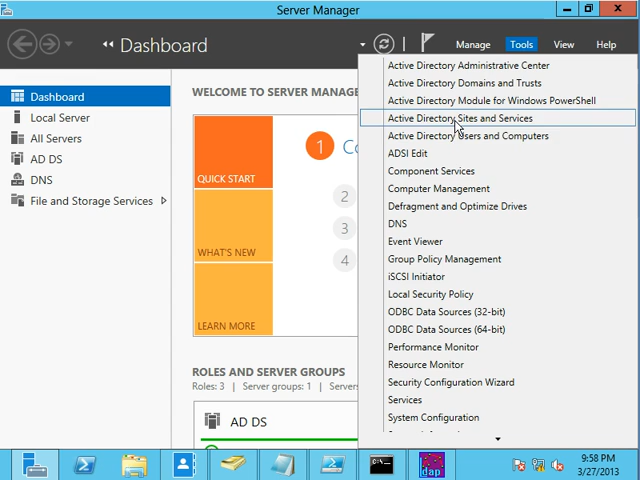 Server Manager
Dashboard
Manage
Tools
View
Help
Dashboard
Local Server
All Servers
AD DS
DNS
File and Storage Services
WELCOME TO SERVER MANAGE
QUICK START
WHAT'S NEW
LEARN MORE
1
Co
2
3
4
ROLES AND SERVER GROUPS
Roles: 3 | Server groups: 1 | Servers
AD DS
Active Directory Administrative Center
Active Directory Domains and Trusts
Active Directory Module for Windows PowerShell
Active Directory Sites and Services
Active Directory Users and Computers
ADSI Edit
Component Services
Computer Management
Defragment and Optimize Drives
DNS
Event Viewer
Group Policy Management
iSCSI Initiator
Local Security Policy
ODBC Data Sources (32-bit)
ODBC Data Sources (64-bit)
Performance Monitor
Resource Monitor
Security Configuration Wizard
Services
System Configuration
dap
9:58 PM
3/27/2013